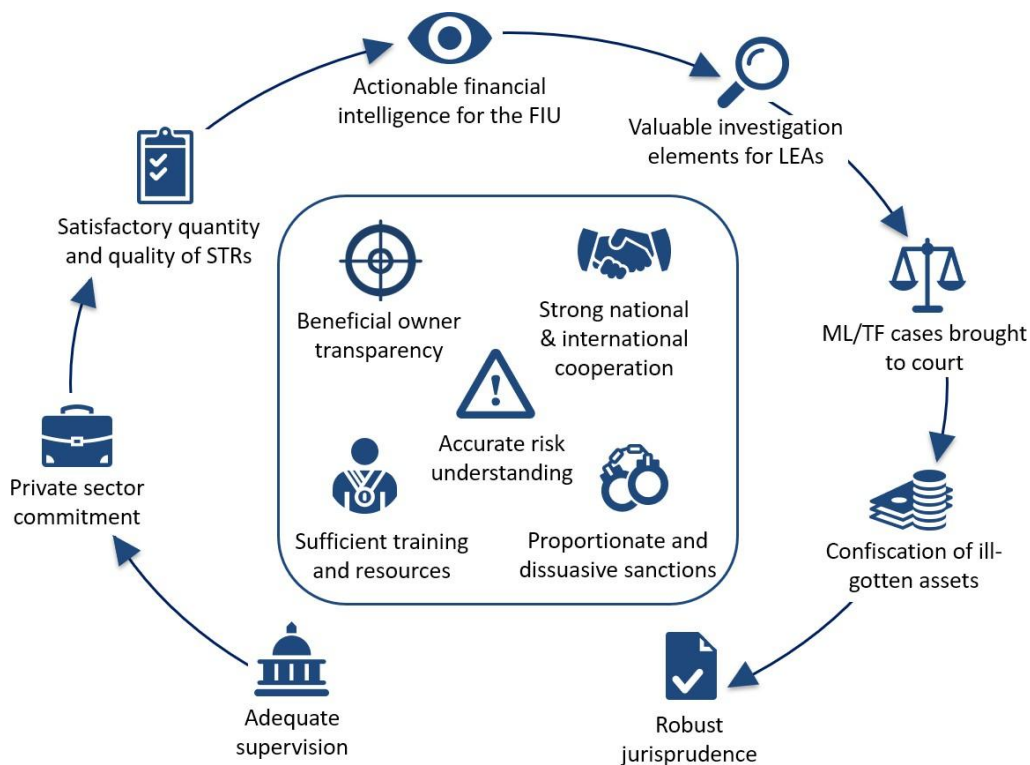 Actionable financial
intelligence for the FIU
Valuable investigation
elements for LEAs
ML/TF cases brought
to court
Confiscation of ill-
gotten assets
Robust
jurisprudence
Adequate
supervision
Private sector
commitment
Satisfactory quantity
and quality of STRs
Beneficial owner
transparency
Strong national
& international
cooperation
Accurate risk
understanding
Sufficient training
and resources
Proportionate and
dissuasive sanctions